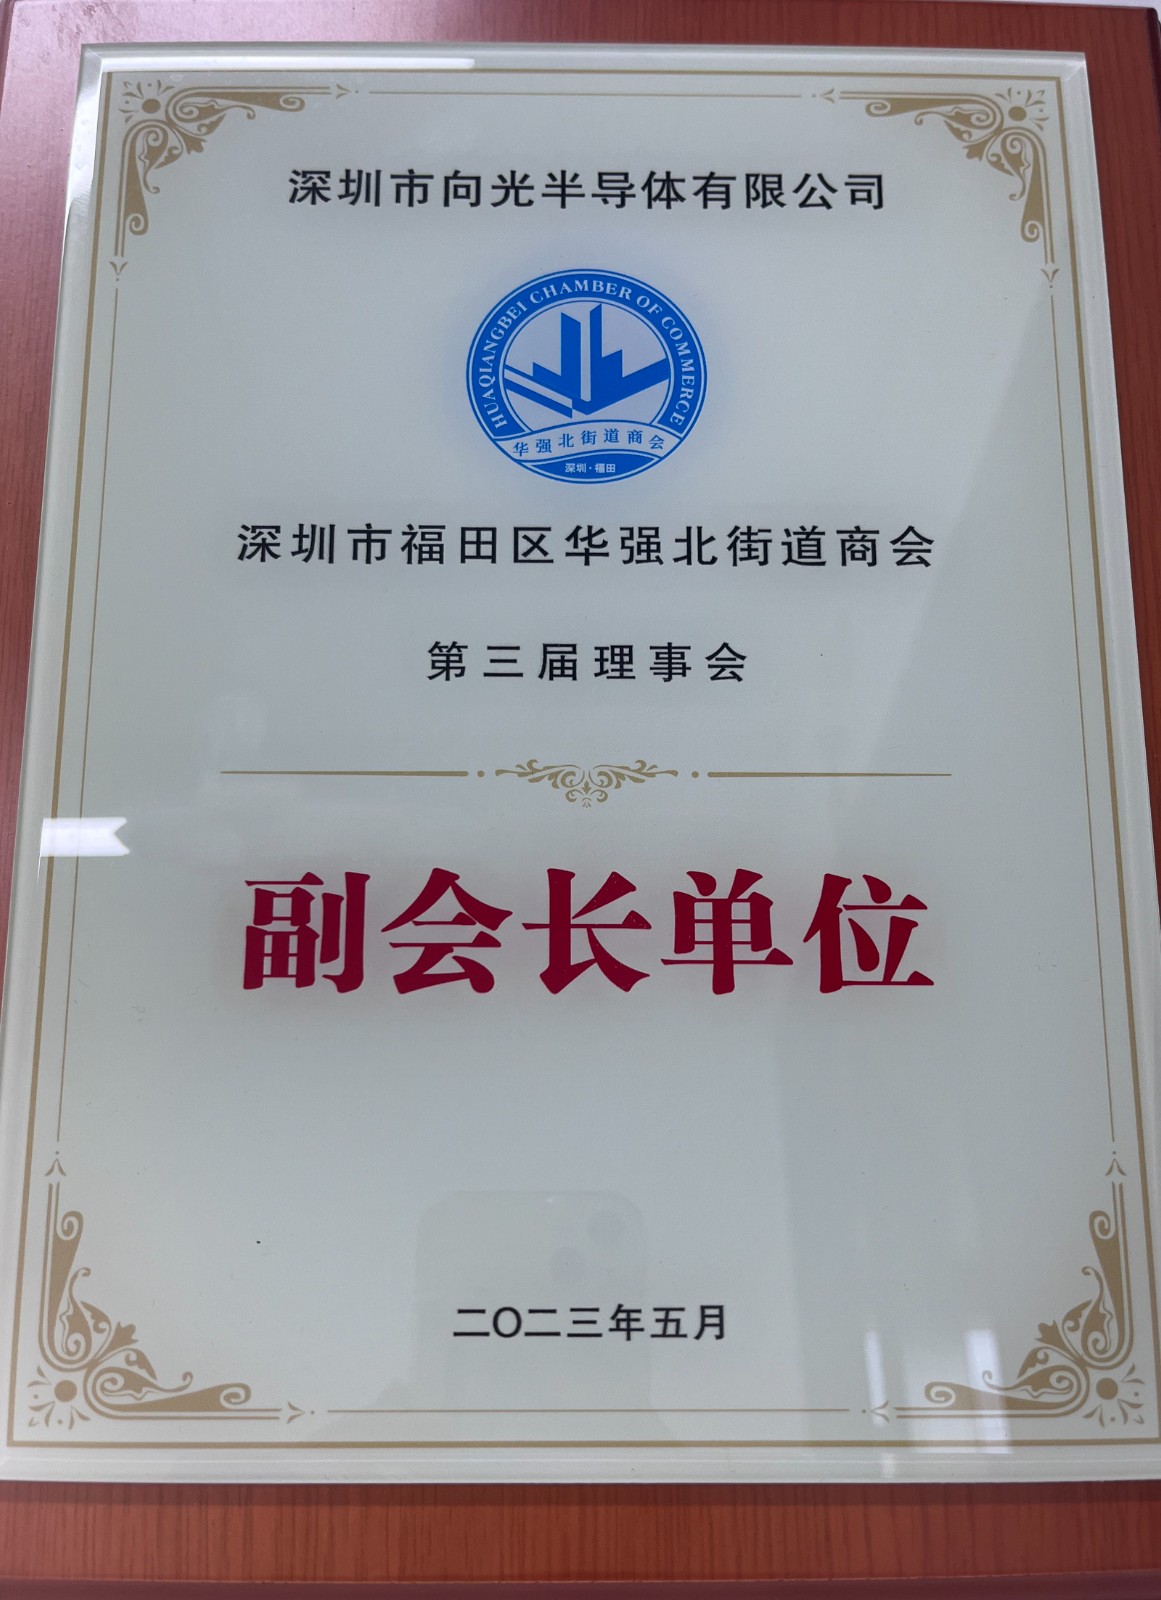 深圳市向光半导体有限公司
HUAQIANGBEI CHAMBER OF COMMERCE
华强北街道商会
深圳·福田
深圳市福田区华强北街道商会
第三届理事会
副会长单位
二〇二三年五月